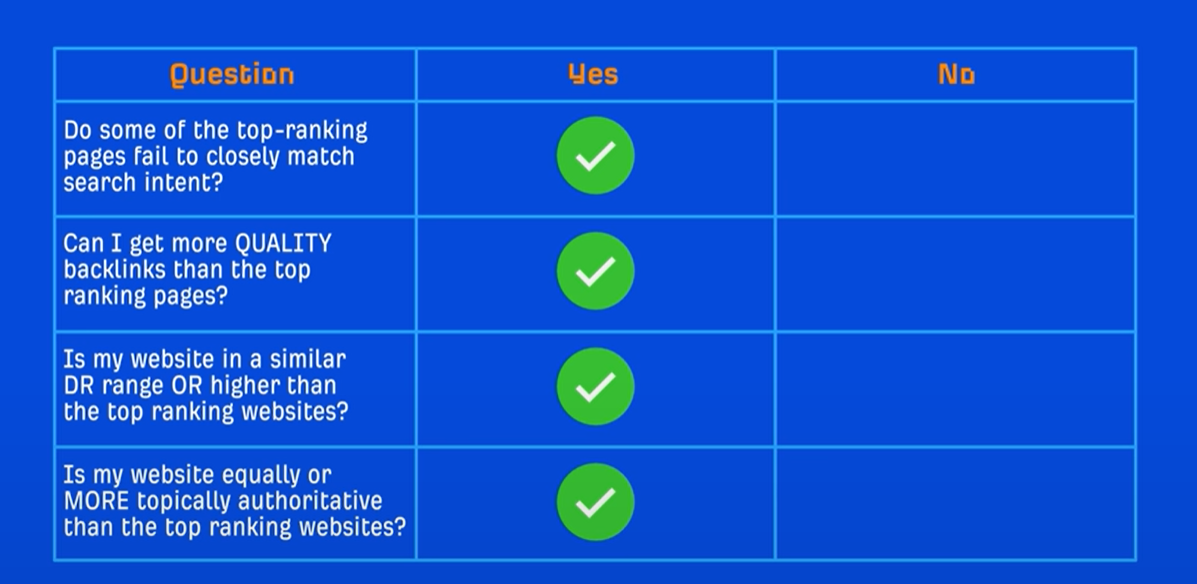 Question Yes No
Do some of the top-ranking
pages fail to closely match
search intent?
Can I get more QUALITY
backlinks than the top
ranking pages?
Is my website in a similar
DR range OR higher than
the top ranking websites?
Is my website equally or
MORE topically authoritative
than the top ranking websites?